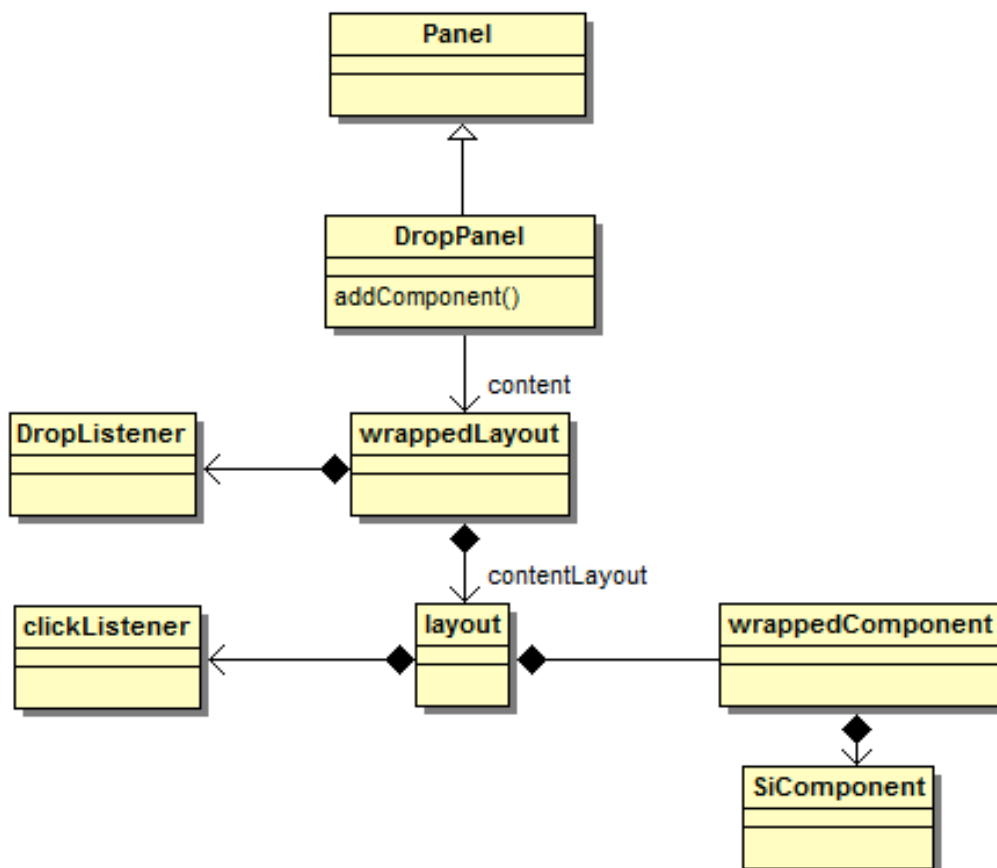 Panel
DropPanel
addComponent()
content
DropListener
wrappedLayout
contentLayout
clickListener
layout
wrappedComponent
SiComponent